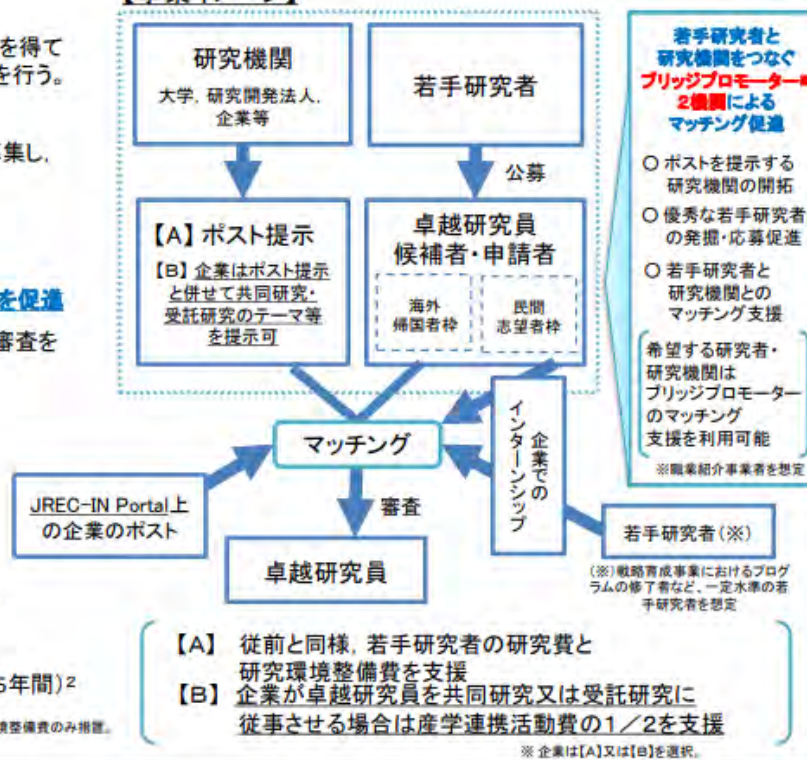 【事業イメージ】
を得て
を行う。
集し,
を促進
審査を
5年間)2
境整備費のみ措置。
研究機関
大学, 研究開発法人,
企業等
若手研究者
公募
【A】ポスト提示
【B】企業はポスト提示
と併せて共同研究・
受託研究のテーマ等
を提示可
卓越研究員
候補者・申請者
海外
帰国者枠
民間
志望者枠
マッチング
企業での
インターンシップ
JREC-IN Portal上
の企業のポスト
審査
卓越研究員
若手研究者(※)
(※)戦略育成事業におけるプログ
ラムの修了者など、一定水準の若
手研究者を想定
若手研究者と
研究機関をつなぐ
ブリッジプロモーター※
2機関による
マッチング促進
○ ポストを提示する
研究機関の開拓
○ 優秀な若手研究者
の発掘・応募促進
○ 若手研究者と
研究機関との
マッチング支援
希望する研究者・
研究機関は
ブリッジプロモーター
のマッチング
支援を利用可能
※職業紹介事業者を想定
【A】 従前と同様, 若手研究者の研究費と
研究環境整備費を支援
【B】 企業が卓越研究員を共同研究又は受託研究に
従事させる場合は産学連携活動費の1/2を支援
※ 企業は【A】又は【B】を選択。